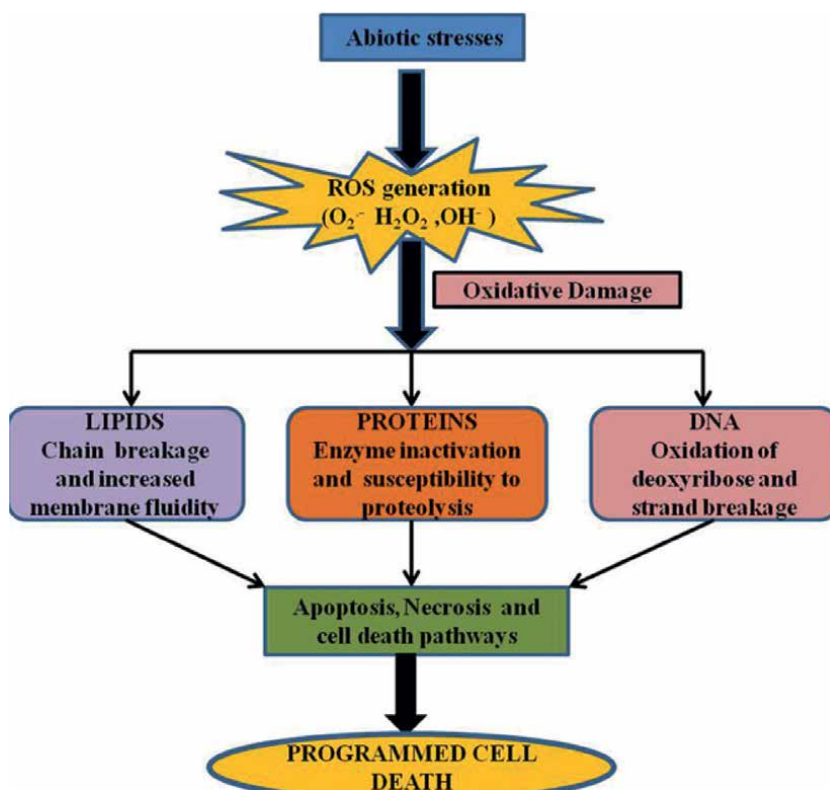 Abiotic stresses
ROS generation
(O₂·⁻ H₂O₂ ,OH⁻ )
Oxidative Damage
LIPIDS
Chain breakage
and increased
membrane fluidity
PROTEINS
Enzyme inactivation
and susceptibility to
proteolysis
DNA
Oxidation of
deoxyribose and
strand breakage
Apoptosis, Necrosis and
cell death pathways
PROGRAMMED CELL
DEATH